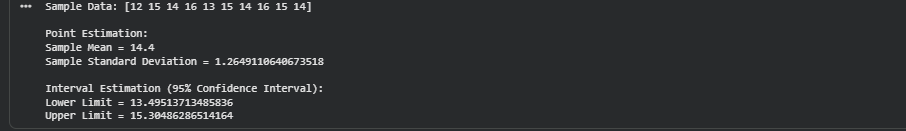 ••• Sample Data: [12 15 14 16 13 15 14 16 15 14]
Point Estimation:
Sample Mean = 14.4
Sample Standard Deviation = 1.2649110640673518
Interval Estimation (95% Confidence Interval):
Lower Limit = 13.49513713485836
Upper Limit = 15.30486286514164